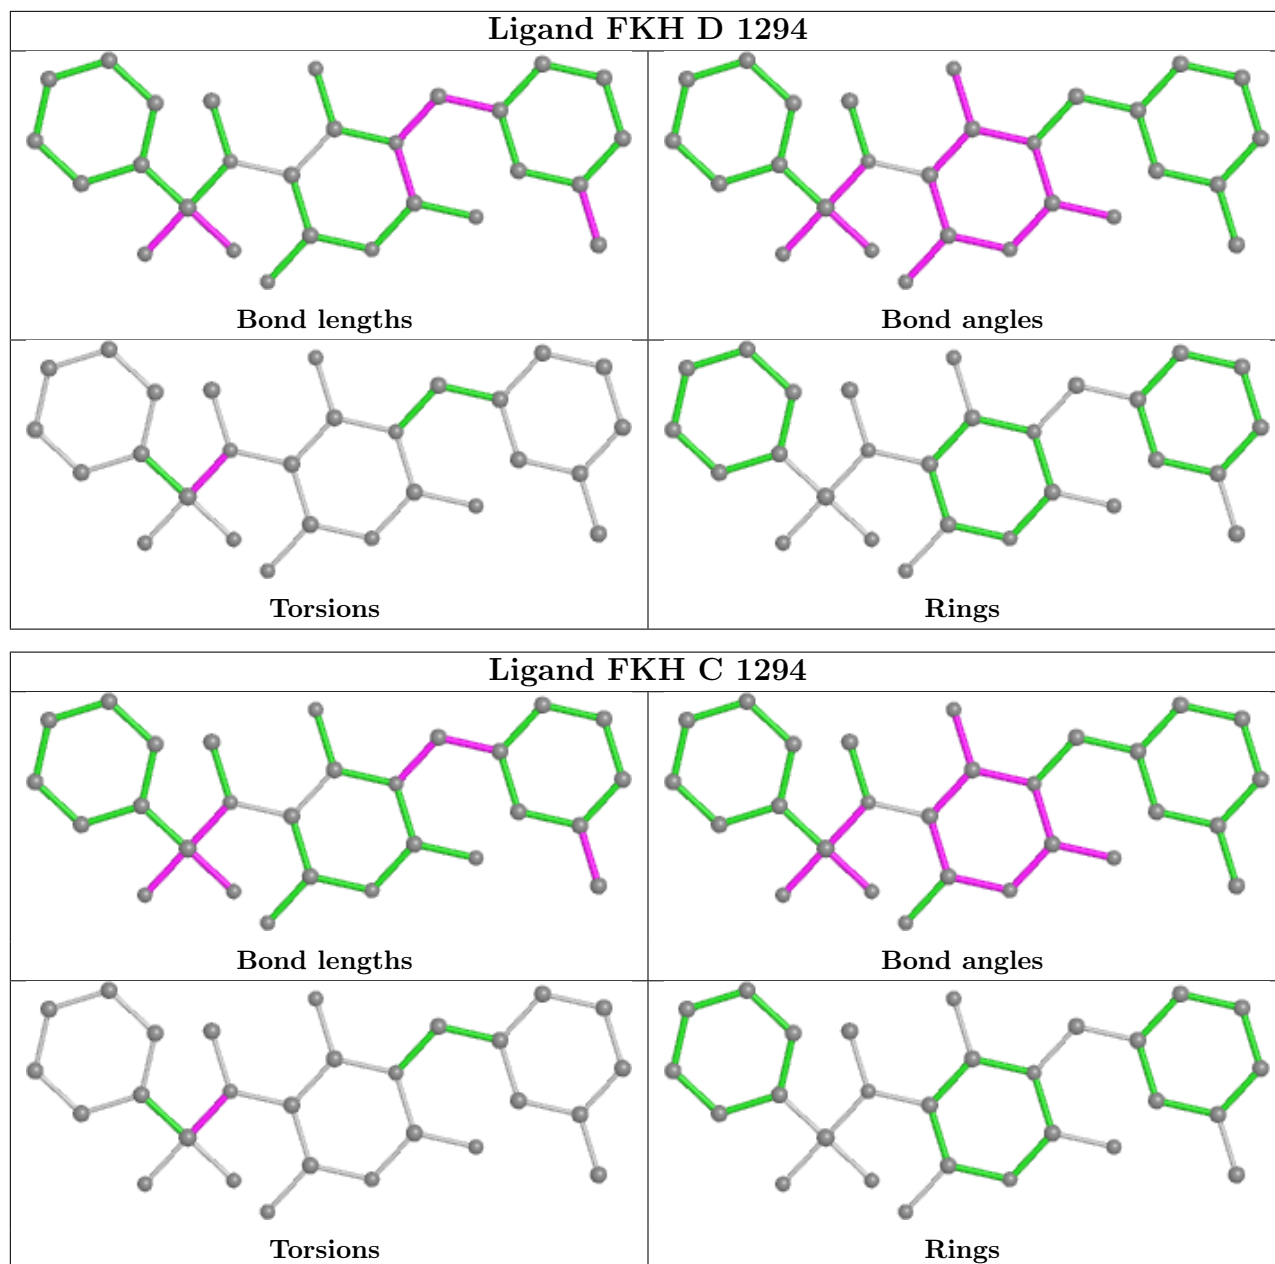 Ligand FKH D 1294
Bond lengths
Bond angles
Torsions
Rings
Ligand FKH C 1294
Bond lengths
Bond angles
Torsions
Rings